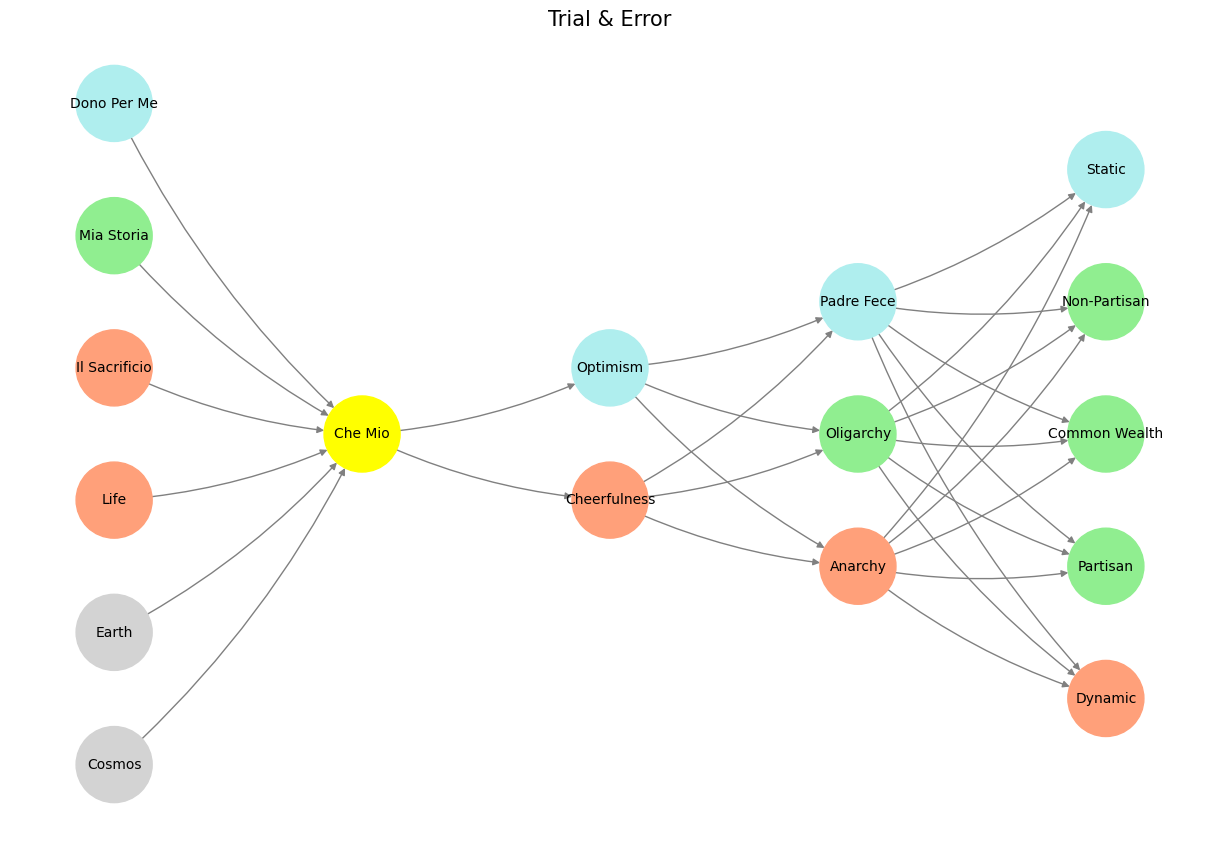 Trial & Error
Dono Per Me
Mia Storia
Il Sacrificio
Life
Earth
Cosmos
Che Mio
Optimism
Cheerfulness
Padre Fece
Oligarchy
Anarchy
Static
Non-Partisan
Common Wealth
Partisan
Dynamic